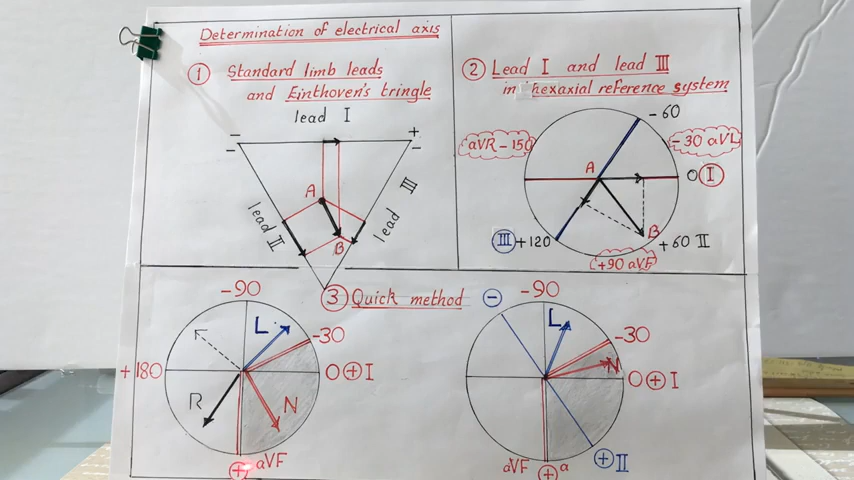 Determination of electrical axis
① Standard limb leads
and Einthoven's tringle
lead I
− +
− −
A
B
lead II
lead III
② Lead I and lead III
in hexaxial reference system
-60
aVR-150
-30 aVL
A
0 I
B
III +120
+60 II
+90 aVF
③ Quick method
-90
L
-30
+180
0 ⊕ I
R
N
⊕ aVF
⊖
-90
L
-30
N
0 ⊕ I
aVF ⊕ a
⊕ II